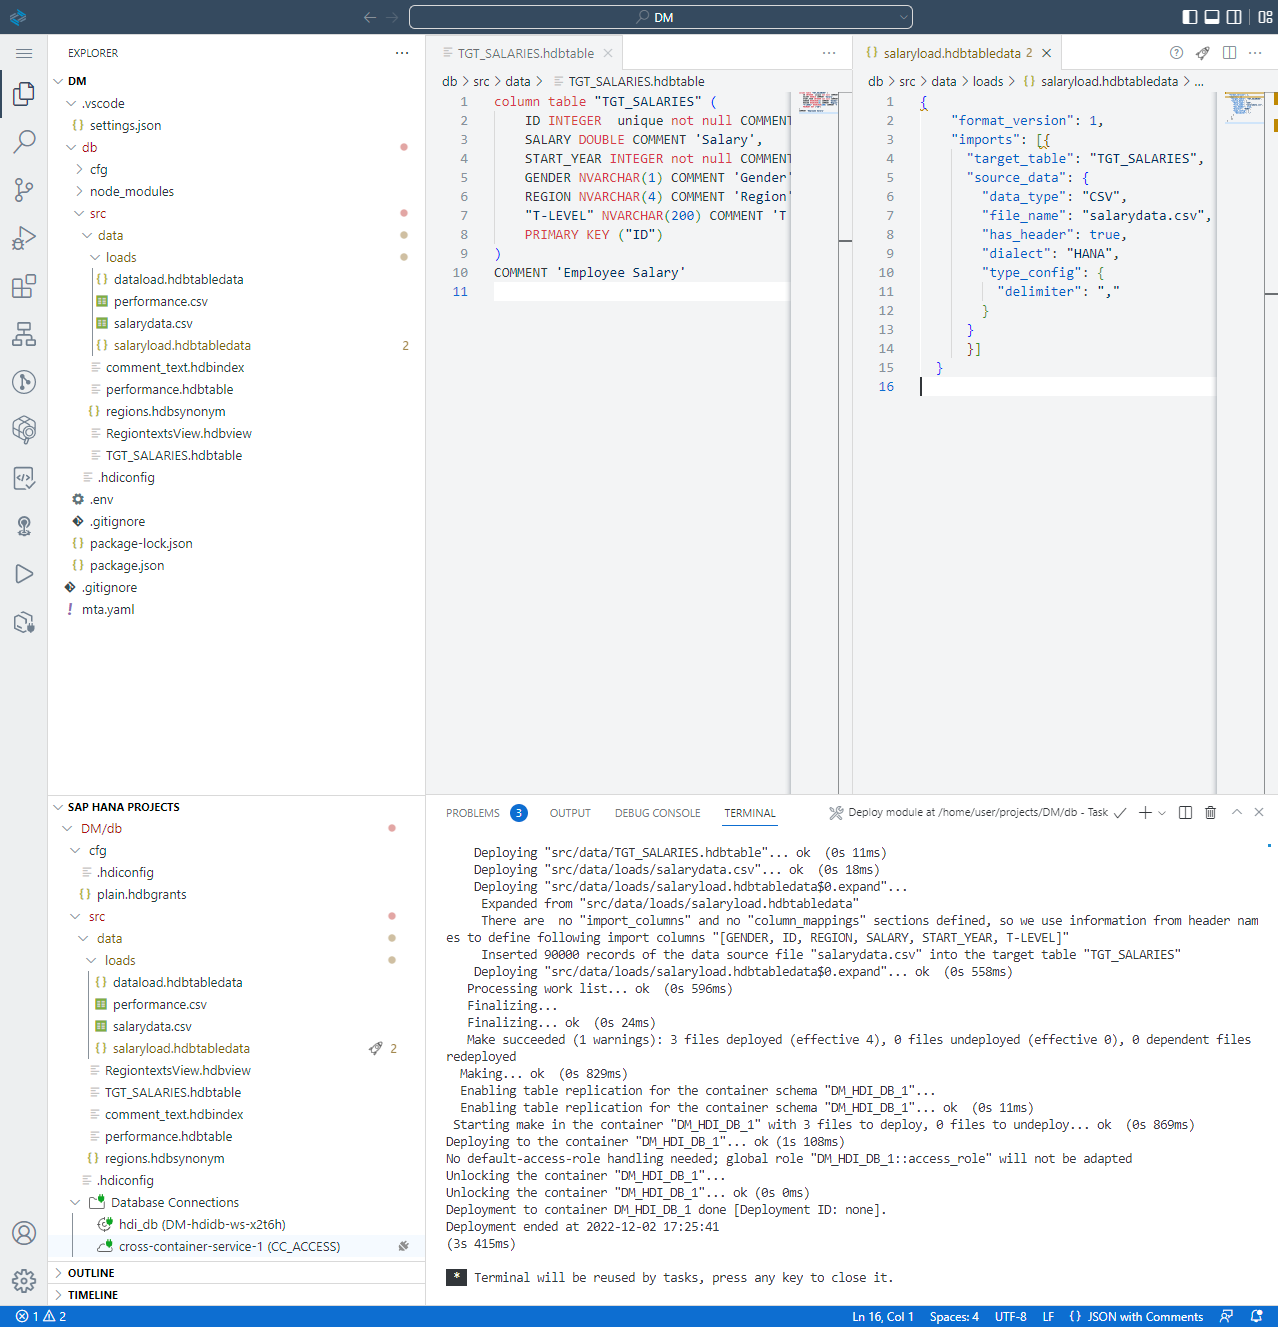 DM
EXPLORER
DM
.vscode
settings.json
db
cfg
node_modules
src
data
loads
dataload.hdbtabledata
performance.csv
salarydata.csv
salaryload.hdbtabledata 2
comment_text.hdbindex
performance.hdbtable
regions.hdbsynonym
RegiontextsView.hdbview
TGT_SALARIES.hdbtable
.hdiconfig
.env
.gitignore
package-lock.json
package.json
.gitignore
mta.yaml
SAP HANA PROJECTS
DM/db
cfg
.hdiconfig
plain.hdbgrants
src
data
loads
dataload.hdbtabledata
performance.csv
salarydata.csv
salaryload.hdbtabledata 2
RegiontextsView.hdbview
TGT_SALARIES.hdbtable
comment_text.hdbindex
performance.hdbtable
regions.hdbsynonym
.hdiconfig
Database Connections
hdi_db (DM-hdidb-ws-x2t6h)
cross-container-service-1 (CC_ACCESS)
OUTLINE
TIMELINE
TGT_SALARIES.hdbtable
db > src > data > TGT_SALARIES.hdbtable
1 column table "TGT_SALARIES" (
2 ID INTEGER  unique not null COMMENT
3 SALARY DOUBLE COMMENT 'Salary',
4 START_YEAR INTEGER not null COMMENT
5 GENDER NVARCHAR(1) COMMENT 'Gender'
6 REGION NVARCHAR(4) COMMENT 'Region'
7 "T-LEVEL" NVARCHAR(200) COMMENT 'T
8 PRIMARY KEY ("ID")
9 )
10 COMMENT 'Employee Salary'
11
{} salaryload.hdbtabledata 2
db > src > data > loads > {} salaryload.hdbtabledata > ...
1 {
2 "format_version": 1,
3 "imports": [{
4 "target_table": "TGT_SALARIES",
5 "source_data": {
6 "data_type": "CSV",
7 "file_name": "salarydata.csv",
8 "has_header": true,
9 "dialect": "HANA",
10 "type_config": {
11 "delimiter": ","
12 }
13 }
14 }]
15 }
16
PROBLEMS 3 OUTPUT DEBUG CONSOLE TERMINAL Deploy module at /home/user/projects/DM/db - Task
Deploying "src/data/TGT_SALARIES.hdbtable"... ok  (0s 11ms)
Deploying "src/data/loads/salarydata.csv"... ok  (0s 18ms)
Deploying "src/data/loads/salaryload.hdbtabledata$0.expand"...
Expanded from "src/data/loads/salaryload.hdbtabledata"
There are  no "import_columns" and no "column_mappings" sections defined, so we use information from header nam
es to define following import columns "[GENDER, ID, REGION, SALARY, START_YEAR, T-LEVEL]"
Inserted 90000 records of the data source file "salarydata.csv" into the target table "TGT_SALARIES"
Deploying "src/data/loads/salaryload.hdbtabledata$0.expand"... ok  (0s 558ms)
Processing work list... ok  (0s 596ms)
Finalizing...
Finalizing... ok  (0s 24ms)
Make succeeded (1 warnings): 3 files deployed (effective 4), 0 files undeployed (effective 0), 0 dependent files
redeployed
Making... ok  (0s 829ms)
Enabling table replication for the container schema "DM_HDI_DB_1"...
Enabling table replication for the container schema "DM_HDI_DB_1"... ok  (0s 11ms)
Starting make in the container "DM_HDI_DB_1" with 3 files to deploy, 0 files to undeploy... ok  (0s 869ms)
Deploying to the container "DM_HDI_DB_1"... ok (1s 108ms)
No default-access-role handling needed; global role "DM_HDI_DB_1::access_role" will not be adapted
Unlocking the container "DM_HDI_DB_1"...
Unlocking the container "DM_HDI_DB_1"... ok (0s 0ms)
Deployment to container DM_HDI_DB_1 done [Deployment ID: none].
Deployment ended at 2022-12-02 17:25:41
(3s 415ms)
* Terminal will be reused by tasks, press any key to close it.
1 2 Ln 16, Col 1 Spaces: 4 UTF-8 LF {} JSON with Comments